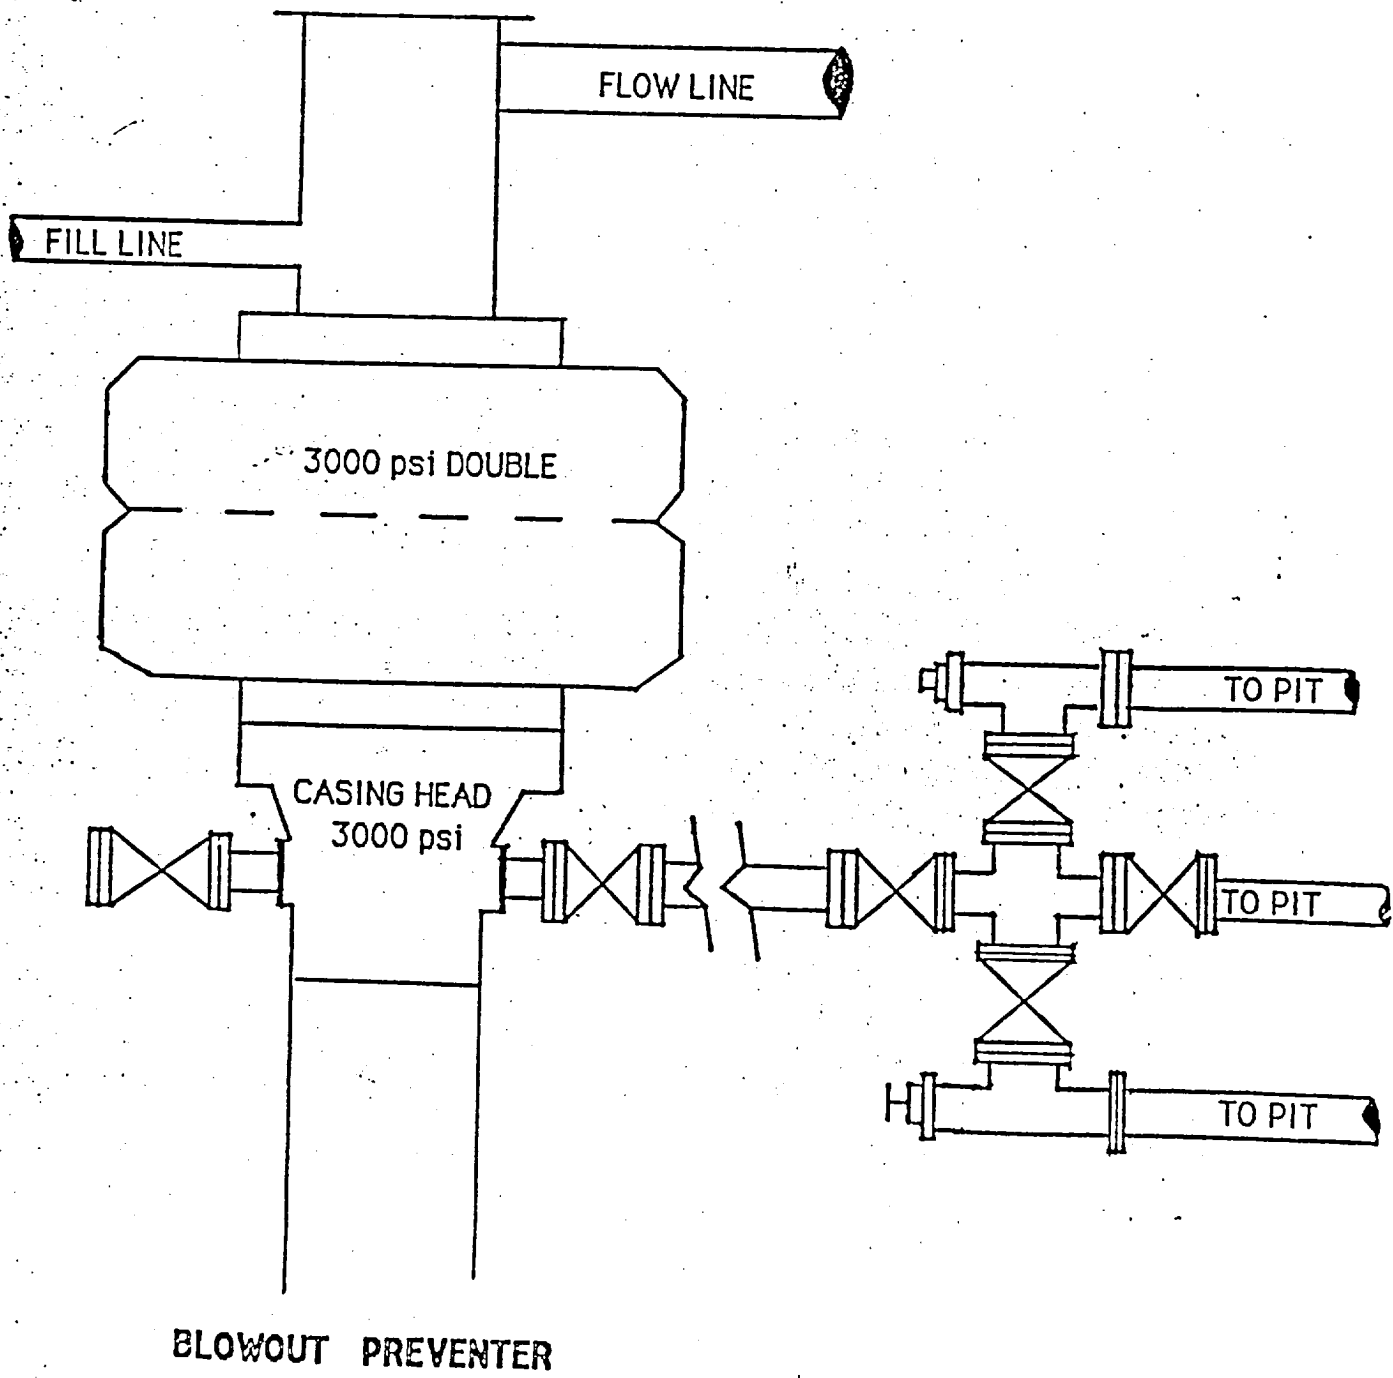 FLOW LINE
FILL LINE
3000 psi DOUBLE
TO PIT
CASING HEAD
3000 psi
TO PIT
TO PIT
BLOWOUT PREVENTER